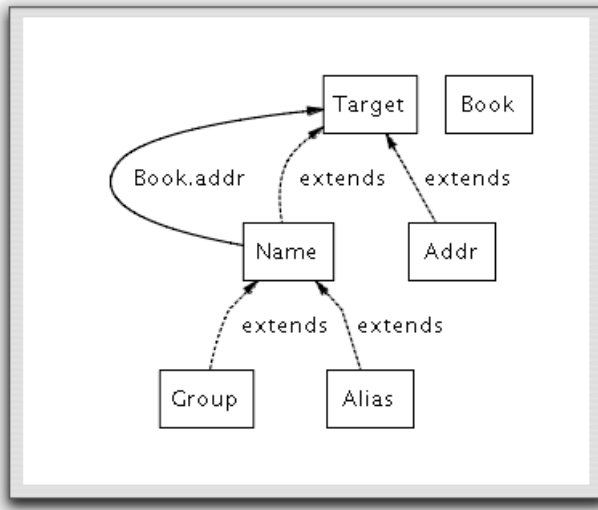 Target
Book
Book.addr
extends
extends
Name
Addr
extends
extends
Group
Alias